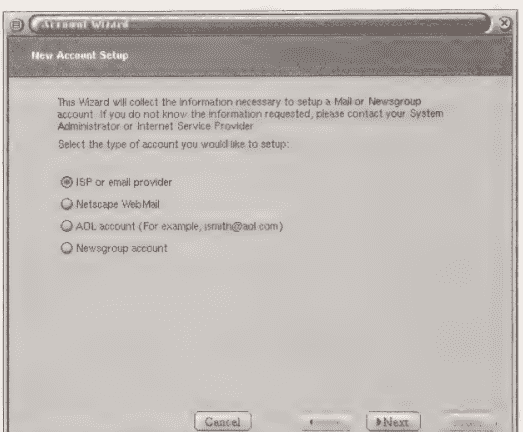 Account Wizard
New Account Setup
This Wizard will collect the information necessary to setup a Mail or Newsgroup
account. If you do not know the information requested, please contact your System
Administrator or Internet Service Provider
Select the type of account you would like to setup:
ISP or email provider
Netscape WebMail
AOL account (For example, jsmith@aol.com)
Newsgroup account
Cancel
Next